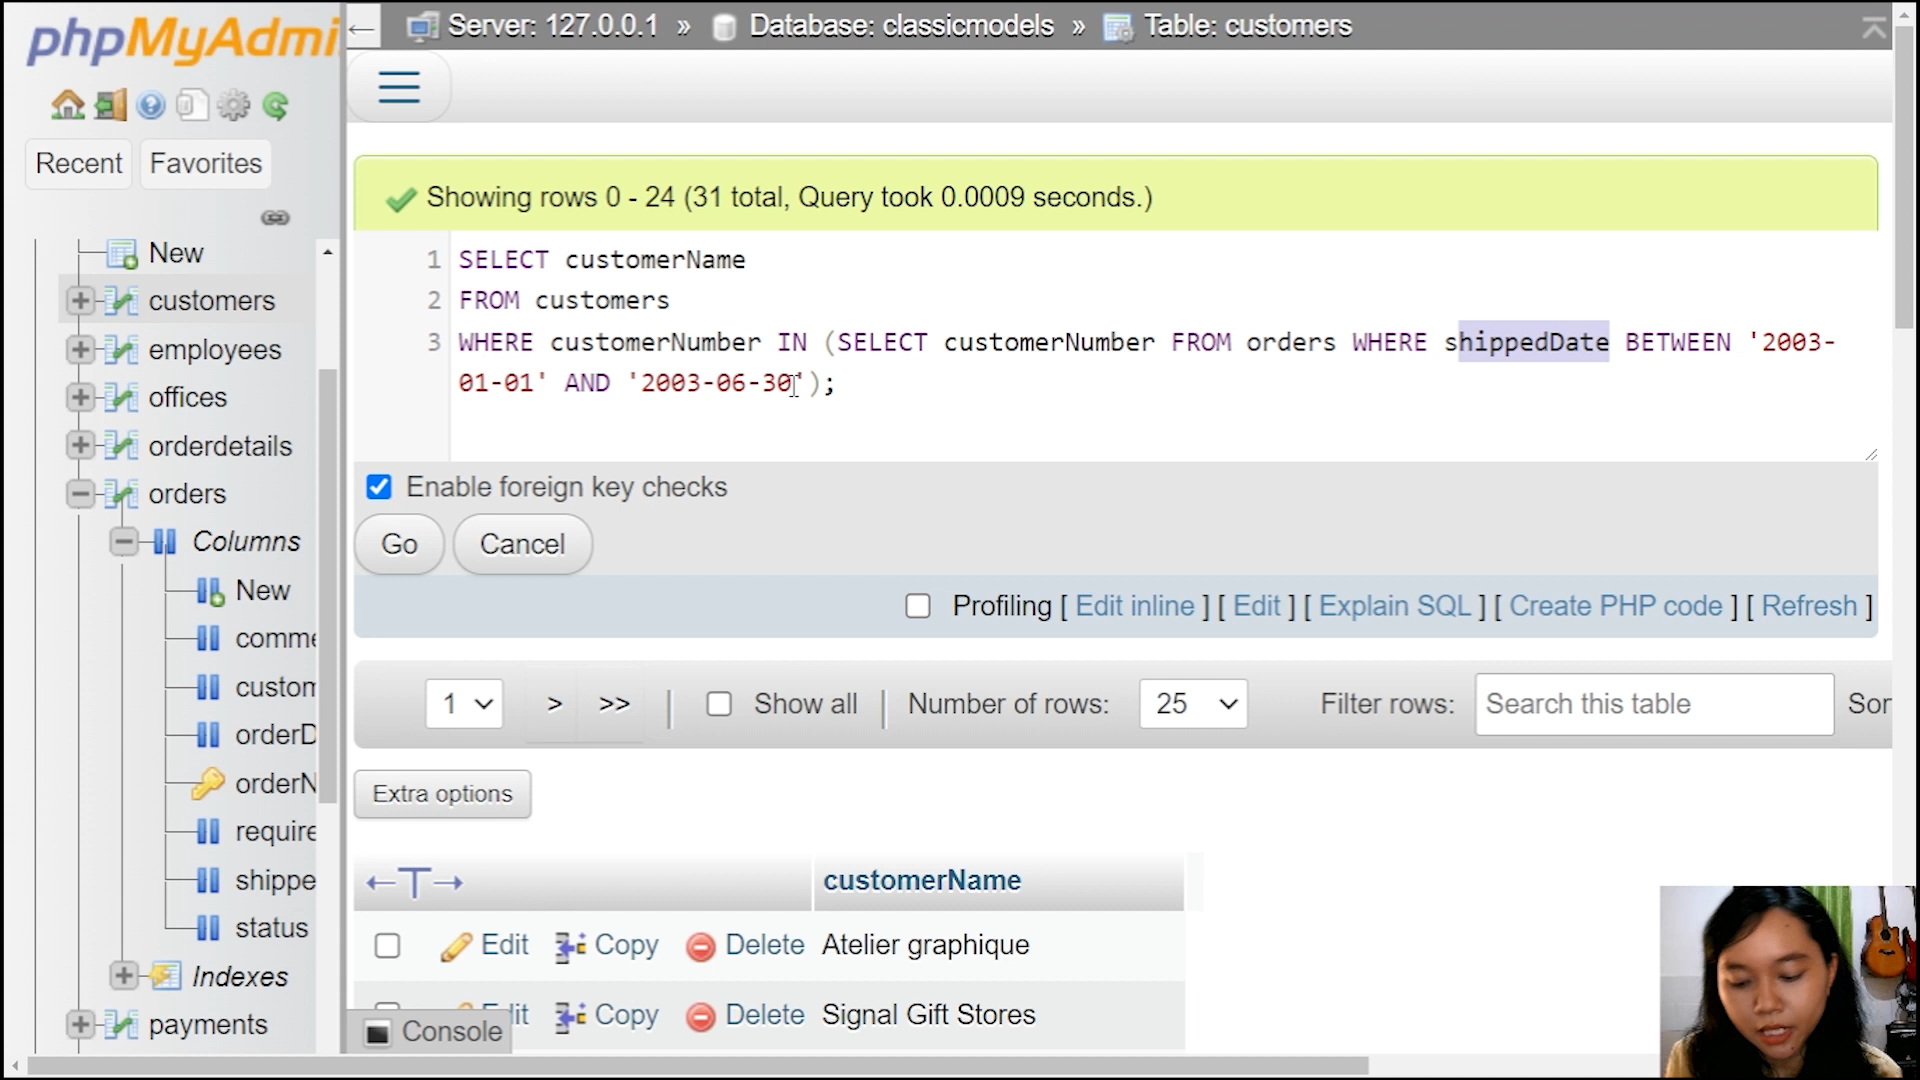 phpMyAdmi
Server: 127.0.0.1 » Database: classicmodels » Table: customers
Recent Favorites
Showing rows 0 - 24 (31 total, Query took 0.0009 seconds.)
1 SELECT customerName
2 FROM customers
3 WHERE customerNumber IN (SELECT customerNumber FROM orders WHERE shippedDate BETWEEN '2003-
01-01' AND '2003-06-30');
New
customers
employees
offices
orderdetails
orders
Columns
New
comme
custom
orderD
orderN
require
shippe
status
Indexes
payments
Enable foreign key checks
Go Cancel
Profiling [ Edit inline ] [ Edit ] [ Explain SQL ] [ Create PHP code ] [ Refresh ]
1 > >> | Show all | Number of rows: 25 Filter rows: Search this table Sor
Extra options
←T→ customerName
Edit Copy Delete Atelier graphique
Edit Copy Delete Signal Gift Stores
Console